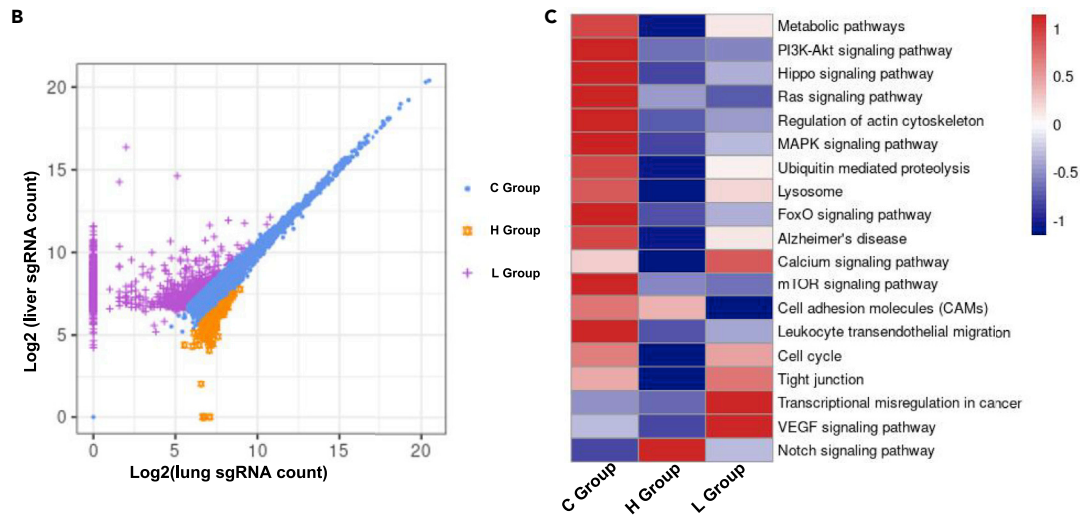 B
Log2 (liver sgRNA count)
20
15
10
5
0
0 5 10 15 20
Log2(lung sgRNA count)
C Group
H Group
L Group
C
Metabolic pathways
PI3K-Akt signaling pathway
Hippo signaling pathway
Ras signaling pathway
Regulation of actin cytoskeleton
MAPK signaling pathway
Ubiquitin mediated proteolysis
Lysosome
FoxO signaling pathway
Alzheimer's disease
Calcium signaling pathway
mTOR signaling pathway
Cell adhesion molecules (CAMs)
Leukocyte transendothelial migration
Cell cycle
Tight junction
Transcriptional misregulation in cancer
VEGF signaling pathway
Notch signaling pathway
C Group
H Group
L Group
1
0.5
0
-0.5
-1